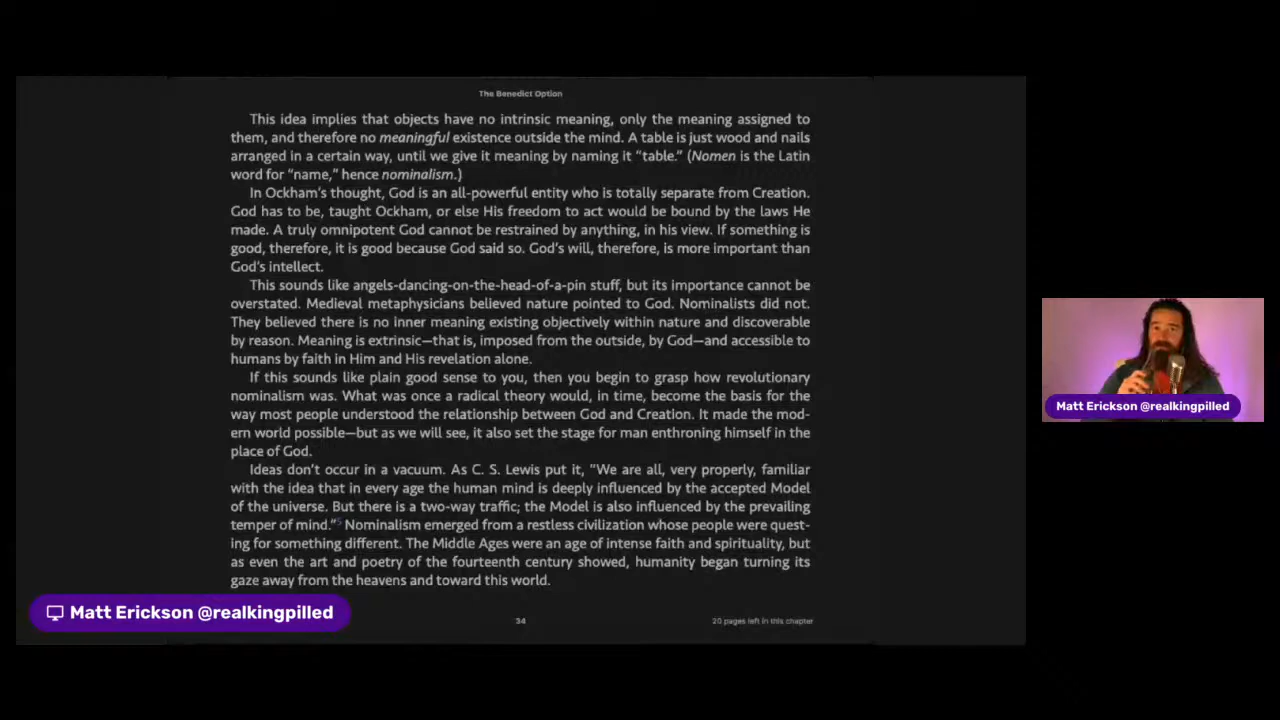 The Benedict Option
This idea implies that objects have no intrinsic meaning, only the meaning assigned to
them, and therefore no meaningful existence outside the mind. A table is just wood and nails
arranged in a certain way, until we give it meaning by naming it “table.” (Nomen is the Latin
word for “name,” hence nominalism.)
In Ockham’s thought, God is an all-powerful entity who is totally separate from Creation.
God has to be, taught Ockham, or else His freedom to act would be bound by the laws He
made. A truly omnipotent God cannot be restrained by anything, in his view. If something is
good, therefore, it is good because God said so. God’s will, therefore, is more important than
God’s intellect.
This sounds like angels-dancing-on-the-head-of-a-pin stuff, but its importance cannot be
overstated. Medieval metaphysicians believed nature pointed to God. Nominalists did not.
They believed there is no inner meaning existing objectively within nature and discoverable
by reason. Meaning is extrinsic—that is, imposed from the outside, by God—and accessible to
humans by faith in Him and His revelation alone.
If this sounds like plain good sense to you, then you begin to grasp how revolutionary
nominalism was. What was once a radical theory would, in time, become the basis for the
way most people understood the relationship between God and Creation. It made the mod-
ern world possible—but as we will see, it also set the stage for man enthroning himself in the
place of God.
Ideas don’t occur in a vacuum. As C. S. Lewis put it, “We are all, very properly, familiar
with the idea that in every age the human mind is deeply influenced by the accepted Model
of the universe. But there is a two-way traffic; the Model is also influenced by the prevailing
temper of mind.”5 Nominalism emerged from a restless civilization whose people were quest-
ing for something different. The Middle Ages were an age of intense faith and spirituality, but
as even the art and poetry of the fourteenth century showed, humanity began turning its
gaze away from the heavens and toward this world.
34
20 pages left in this chapter
Matt Erickson @realkingpilled
Matt Erickson @realkingpilled